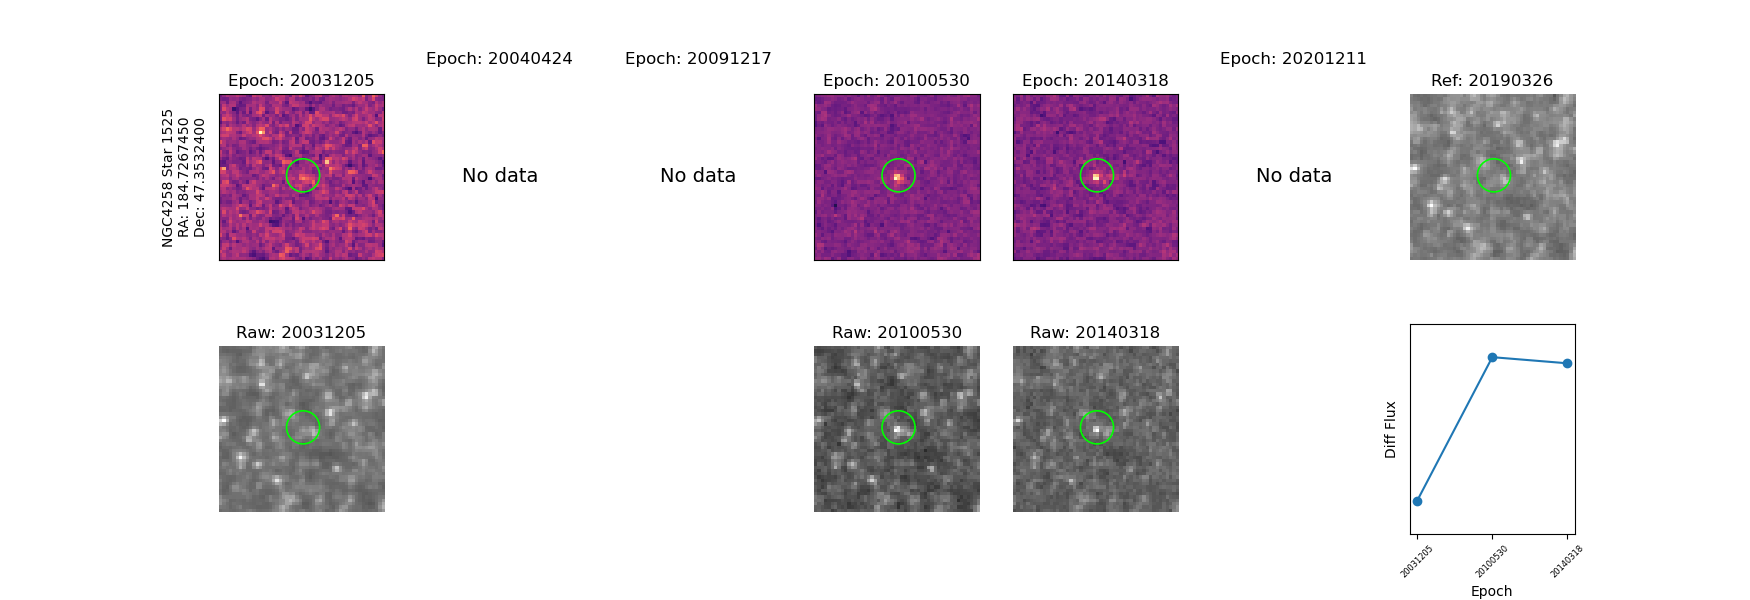 Epoch: 20040424
Epoch: 20091217
Epoch: 20201211
Epoch: 20031205
Epoch: 20100530
Epoch: 20140318
Ref: 20190326
NGC4258 Star 1525
RA: 184.7267450
Dec: 47.3532400
No data
No data
No data
Raw: 20031205
Raw: 20100530
Raw: 20140318
Diff Flux
20031205
20100530
20140318
Epoch